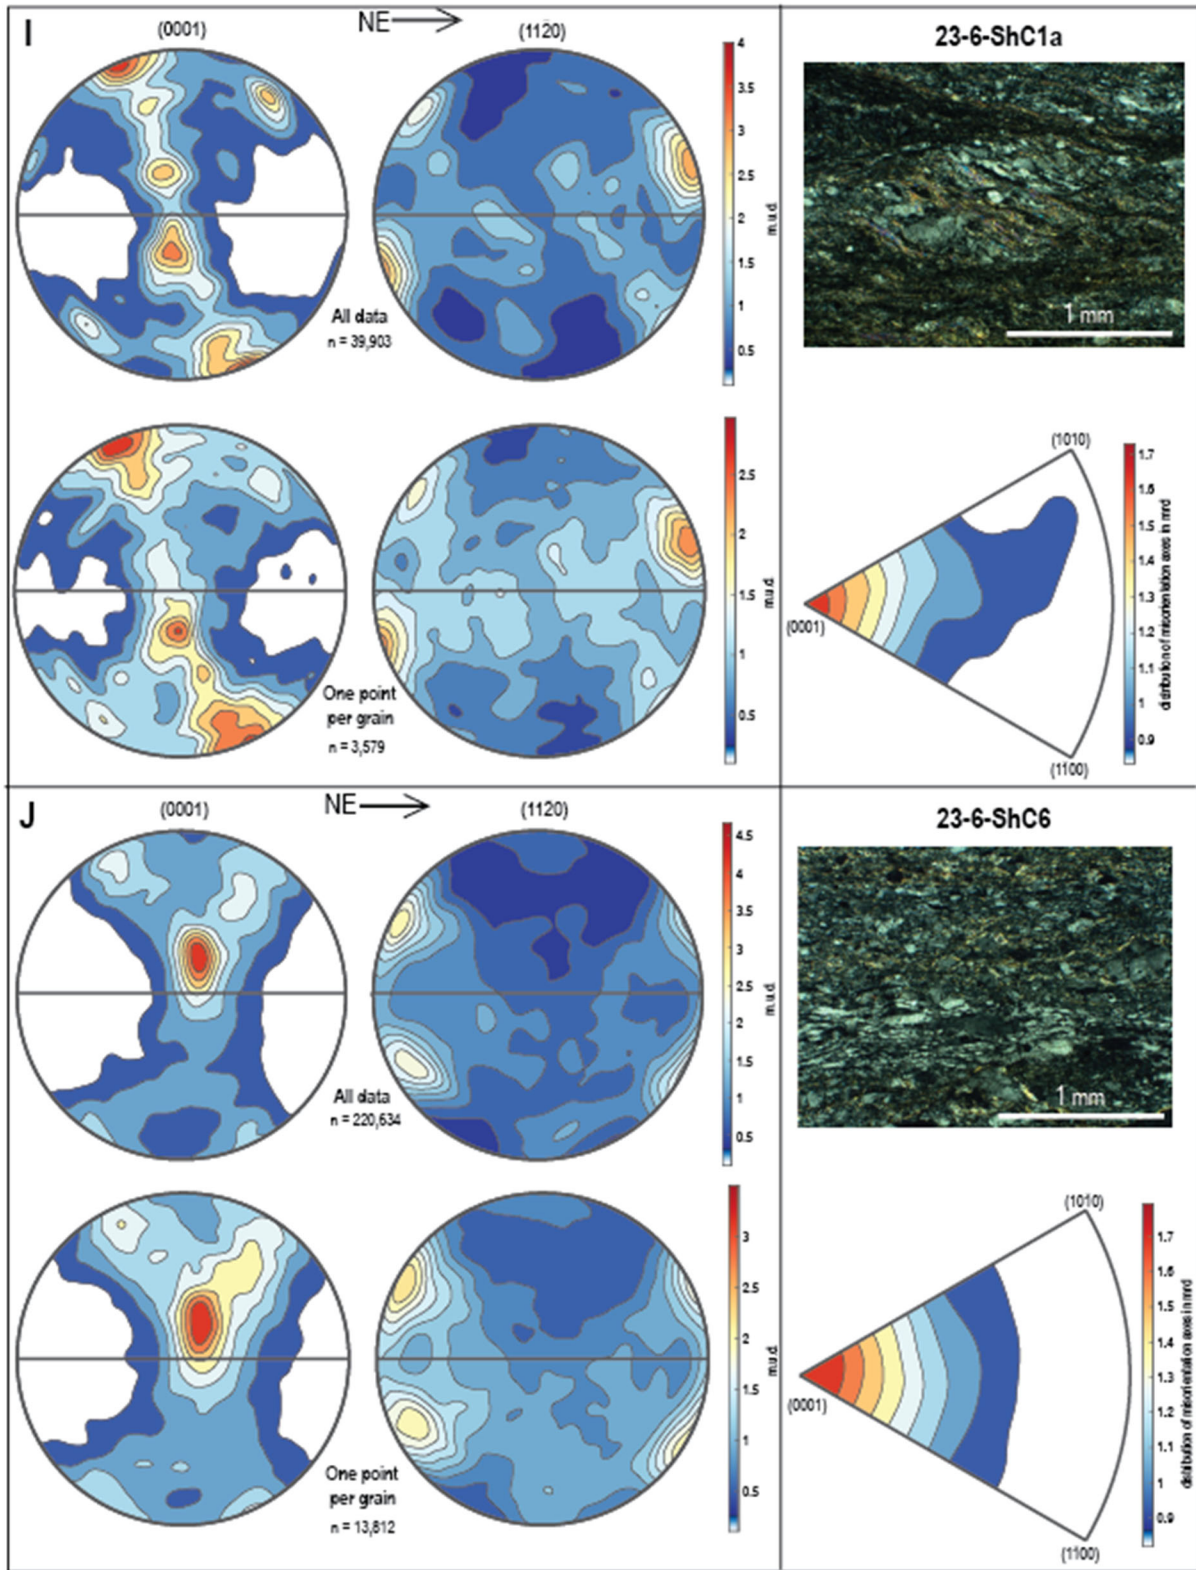 I
(0001)
NE
(1120)
23-6-ShC1a
4
3.5
3
2.5
2
1.5
1
0.5
m.u.d.
1 mm
All data
n = 39,903
2.5
2
1.5
1
0.5
m.u.d.
(1010)
(0001)
(1100)
1.7
1.6
1.5
1.4
1.3
1.2
1.1
1
0.9
distribution of misorientation axes in mrd
One point
per grain
n = 3,579
J
(0001)
NE
(1120)
23-6-ShC6
4.5
4
3.5
3
2.5
2
1.5
1
0.5
m.u.d.
1 mm
All data
n = 220,634
3
2.5
2
1.5
1
0.5
m.u.d.
(1010)
(0001)
(1100)
1.7
1.6
1.5
1.4
1.3
1.2
1.1
1
0.9
distribution of misorientation axes in mrd
One point
per grain
n = 13,812